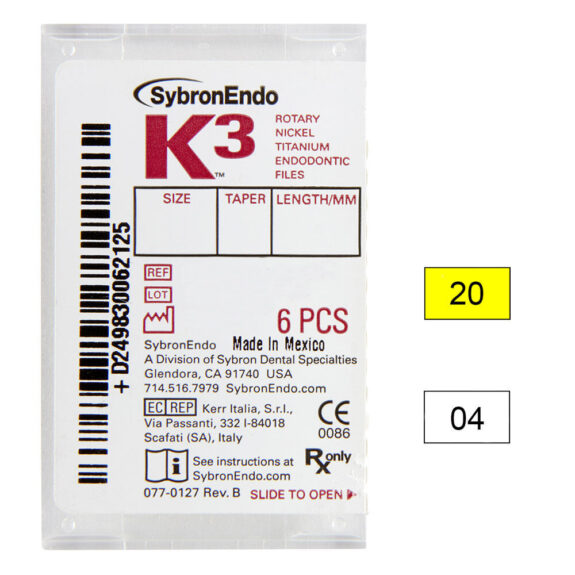 SybronEndo
K3™
ROTARY
NICKEL
TITANIUM
ENDODONTIC
FILES
SIZE TAPER LENGTH/MM
REF
LOT
6 PCS
SybronEndo Made In Mexico
A Division of Sybron Dental Specialties
Glendora, CA 91740 USA
714.516.7979 SybronEndo.com
EC REP Kerr Italia, S.r.l.,
Via Passanti, 332 I-84018
Scafati (SA), Italy
CE
0086
i See instructions at
SybronEndo.com
Rx only
077-0127 Rev. B SLIDE TO OPEN
+D249830062125
20
04